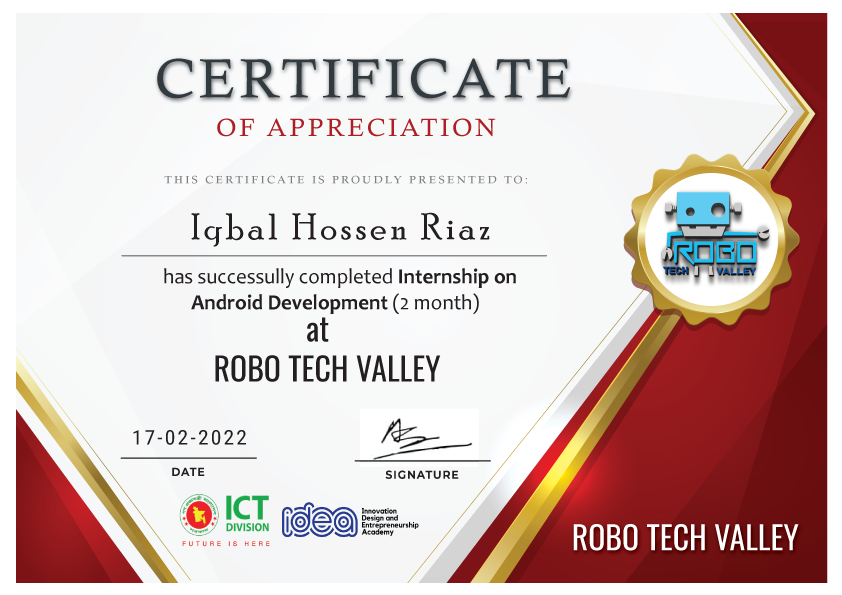 CERTIFICATE
OF APPRECIATION
THIS CERTIFICATE IS PROUDLY PRESENTED TO:
Iqbal Hossen Riaz
has successully completed Internship on
Android Development (2 month)
at
ROBO TECH VALLEY
ROBO
TECH VALLEY
17-02-2022
DATE
SIGNATURE
ICT
DIVISION
FUTURE IS HERE
idea
Innovation
Design and
Entrepreneurship
Academy
ROBO TECH VALLEY